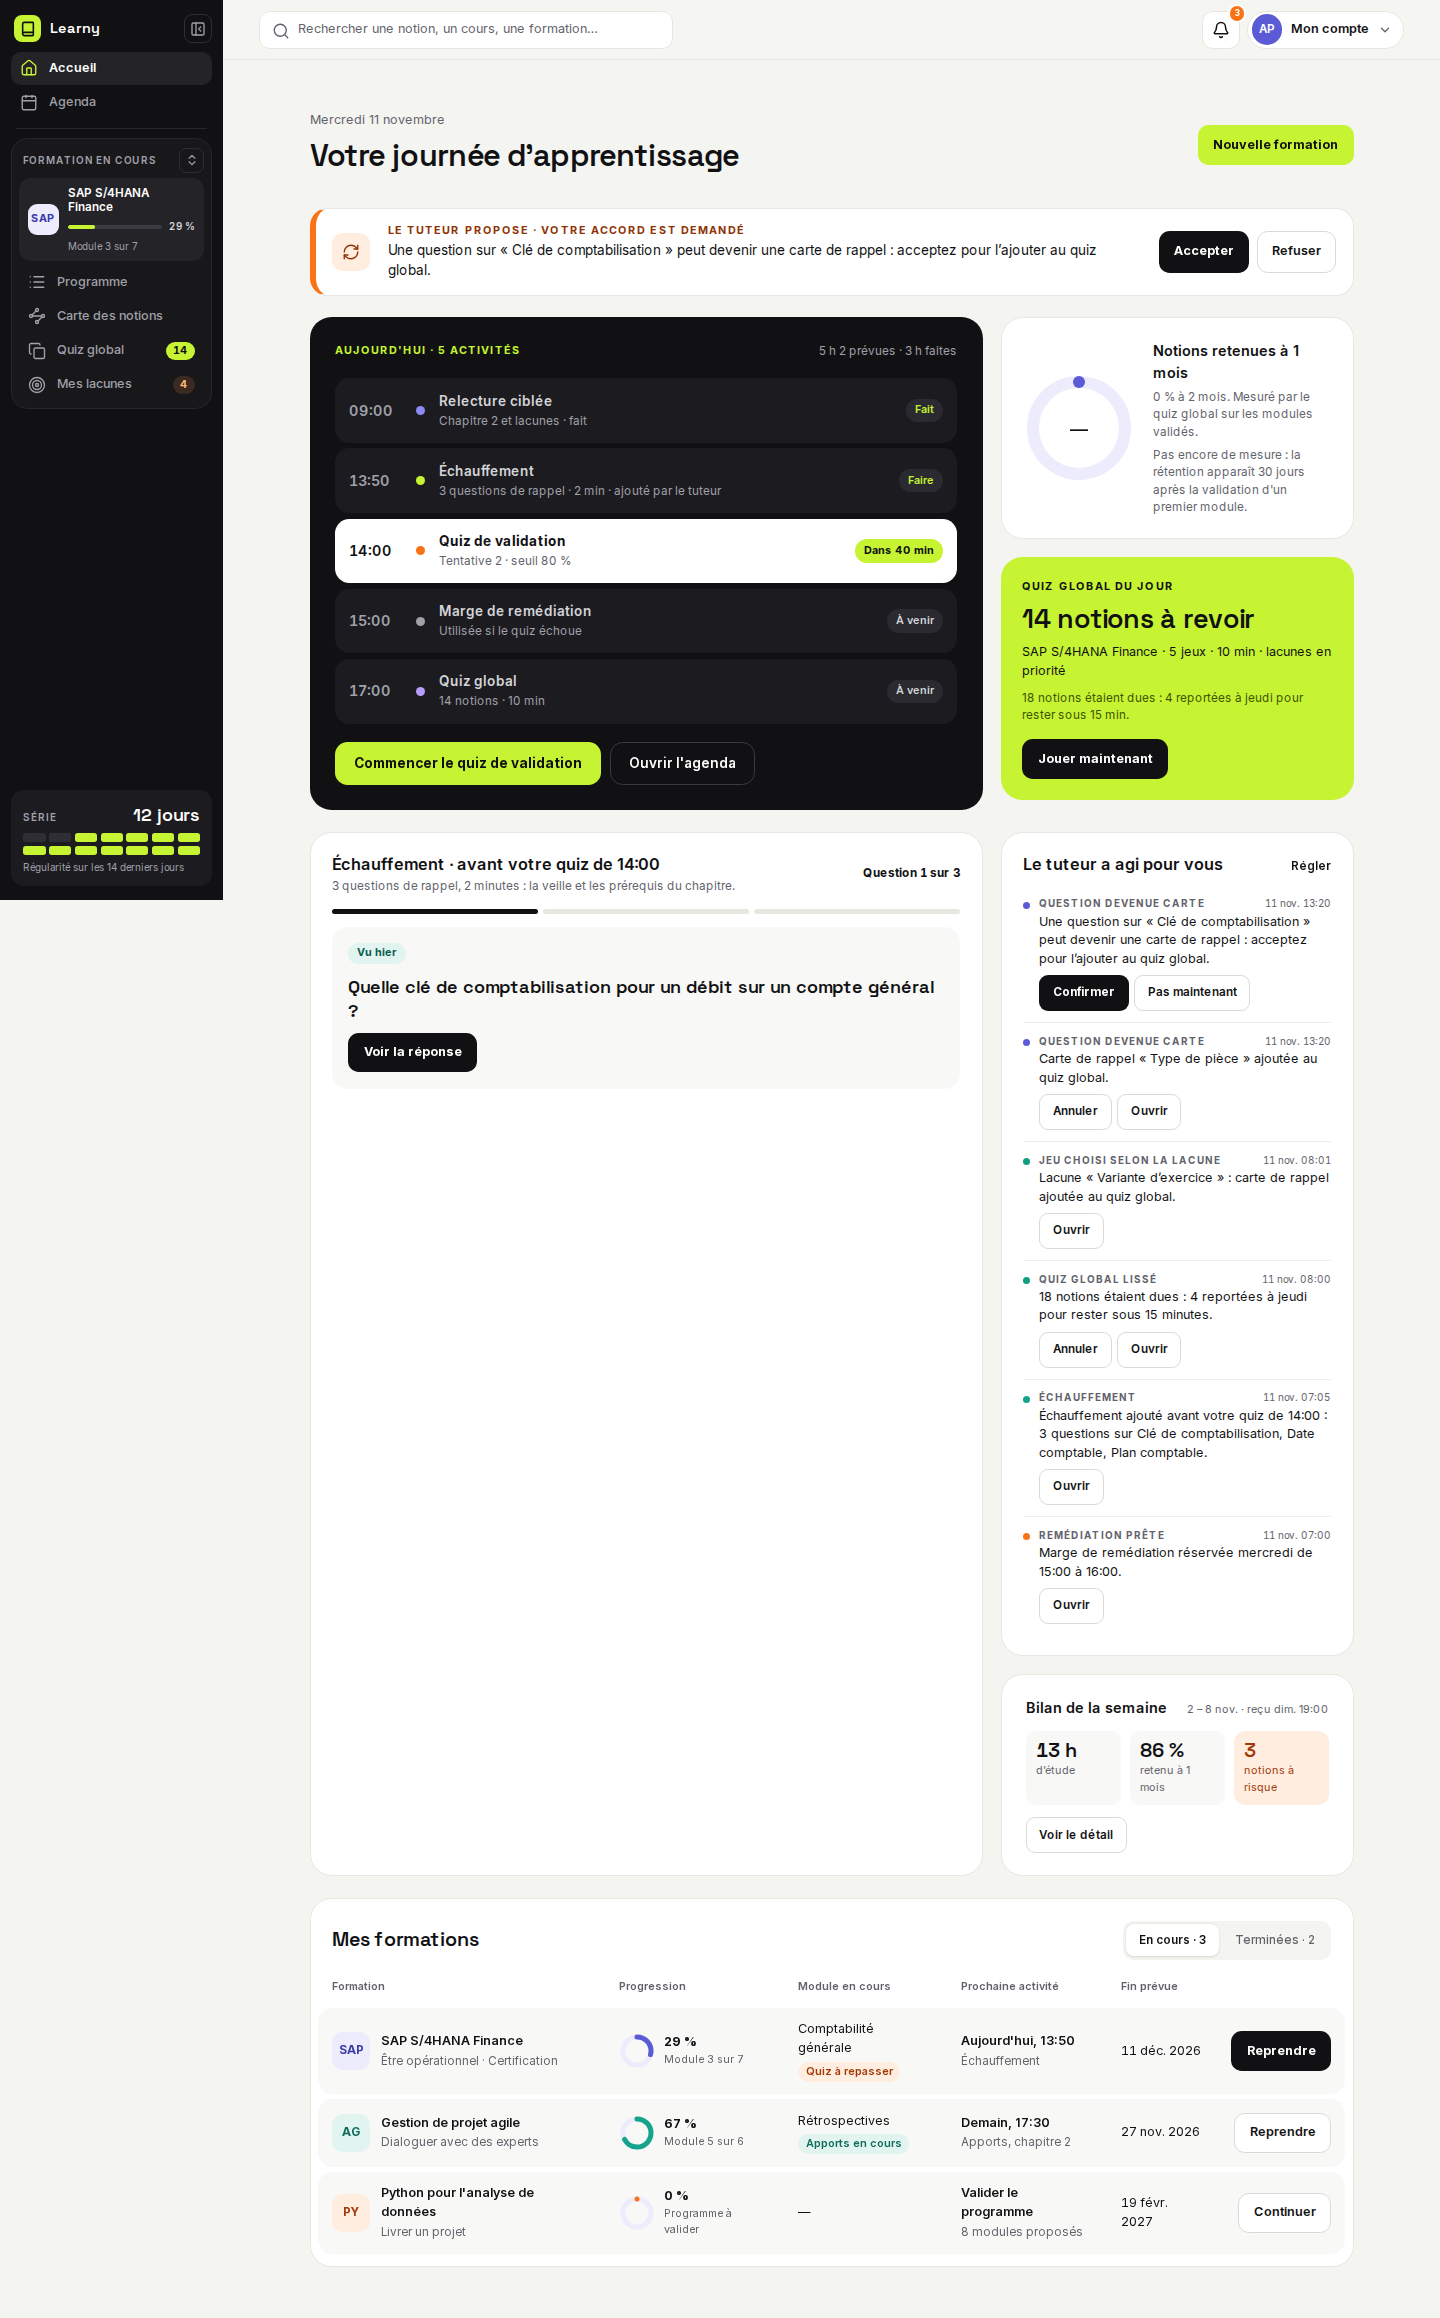 Learny
Accueil
Agenda
FORMATION EN COURS
SAP
SAP S/4HANA
Finance
29 %
Module 3 sur 7
Programme
Carte des notions
Quiz global
14
Mes lacunes
4
SÉRIE
12 jours
Régularité sur les 14 derniers jours
Rechercher une notion, un cours, une formation...
3
AP
Mon compte
Mercredi 11 novembre
Votre journée d’apprentissage
Nouvelle formation
LE TUTEUR PROPOSE · VOTRE ACCORD EST DEMANDÉ
Une question sur « Clé de comptabilisation » peut devenir une carte de rappel : acceptez pour l’ajouter au quiz
global.
Accepter
Refuser
AUJOURD'HUI · 5 ACTIVITÉS
5 h 2 prévues · 3 h faites
09:00
Relecture ciblée
Chapitre 2 et lacunes · fait
Fait
13:50
Échauffement
3 questions de rappel · 2 min · ajouté par le tuteur
Faire
14:00
Quiz de validation
Tentative 2 · seuil 80 %
Dans 40 min
15:00
Marge de remédiation
Utilisée si le quiz échoue
À venir
17:00
Quiz global
14 notions · 10 min
À venir
Commencer le quiz de validation
Ouvrir l'agenda
—
Notions retenues à 1
mois
0 % à 2 mois. Mesuré par le
quiz global sur les modules
validés.
Pas encore de mesure : la
rétention apparaît 30 jours
après la validation d'un
premier module.
QUIZ GLOBAL DU JOUR
14 notions à revoir
SAP S/4HANA Finance · 5 jeux · 10 min · lacunes en
priorité
18 notions étaient dues : 4 reportées à jeudi pour
rester sous 15 min.
Jouer maintenant
Échauffement · avant votre quiz de 14:00
3 questions de rappel, 2 minutes : la veille et les prérequis du chapitre.
Question 1 sur 3
Vu hier
Quelle clé de comptabilisation pour un débit sur un compte général
?
Voir la réponse
Le tuteur a agi pour vous
Régler
QUESTION DEVENUE CARTE
11 nov. 13:20
Une question sur « Clé de comptabilisation »
peut devenir une carte de rappel : acceptez
pour l’ajouter au quiz global.
Confirmer
Pas maintenant
QUESTION DEVENUE CARTE
11 nov. 13:20
Carte de rappel « Type de pièce » ajoutée au
quiz global.
Annuler
Ouvrir
JEU CHOISI SELON LA LACUNE
11 nov. 08:01
Lacune « Variante d’exercice » : carte de rappel
ajoutée au quiz global.
Ouvrir
QUIZ GLOBAL LISSÉ
11 nov. 08:00
18 notions étaient dues : 4 reportées à jeudi
pour rester sous 15 minutes.
Annuler
Ouvrir
ÉCHAUFFEMENT
11 nov. 07:05
Échauffement ajouté avant votre quiz de 14:00 :
3 questions sur Clé de comptabilisation, Date
comptable, Plan comptable.
Ouvrir
REMÉDIATION PRÊTE
11 nov. 07:00
Marge de remédiation réservée mercredi de
15:00 à 16:00.
Ouvrir
Bilan de la semaine
2 – 8 nov. · reçu dim. 19:00
13 h
d’étude
86 %
retenu à 1
mois
3
notions à
risque
Voir le détail
Mes formations
En cours · 3
Terminées · 2
Formation
Progression
Module en cours
Prochaine activité
Fin prévue
SAP
SAP S/4HANA Finance
Être opérationnel · Certification
29 %
Module 3 sur 7
Comptabilité
générale
Quiz à repasser
Aujourd'hui, 13:50
Échauffement
11 déc. 2026
Reprendre
AG
Gestion de projet agile
Dialoguer avec des experts
67 %
Module 5 sur 6
Rétrospectives
Apports en cours
Demain, 17:30
Apports, chapitre 2
27 nov. 2026
Reprendre
PY
Python pour l'analyse de
données
Livrer un projet
0 %
Programme à
valider
—
Valider le
programme
8 modules proposés
19 févr.
2027
Continuer